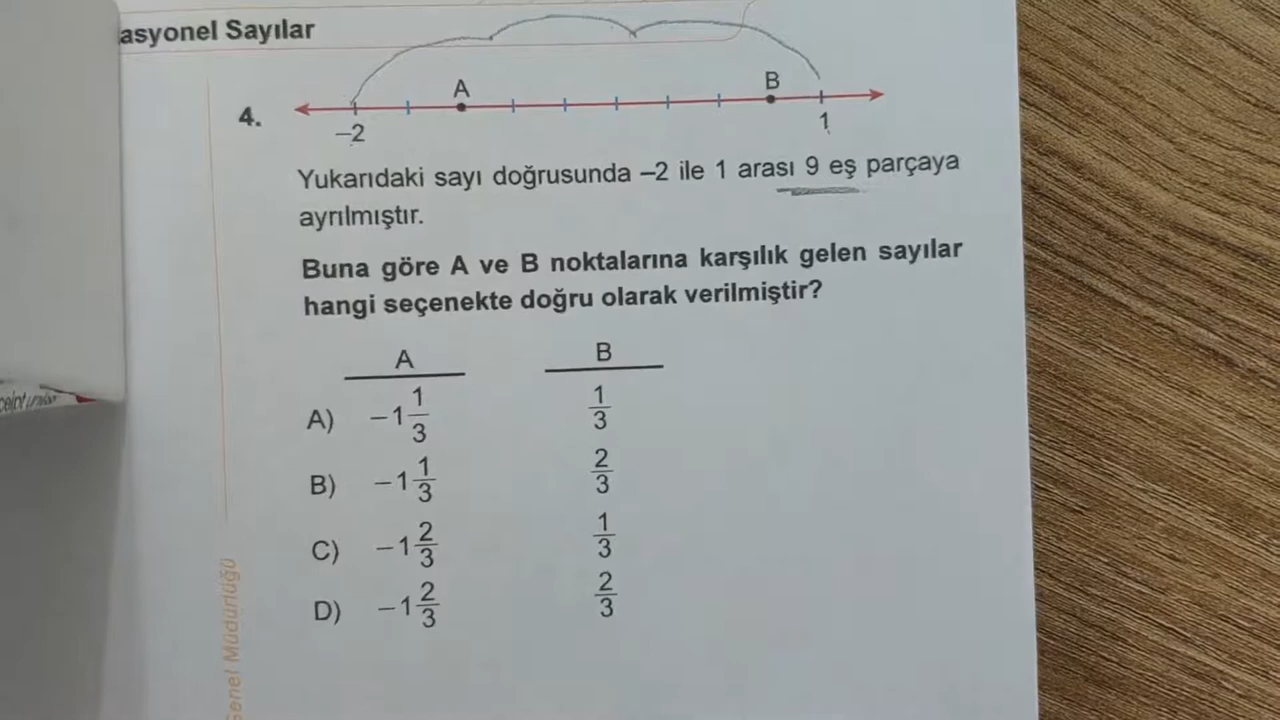 asyonel Sayılar
4.
A
B
–2
1
Yukarıdaki sayı doğrusunda –2 ile 1 arası 9 eş parçaya
ayrılmıştır.
Buna göre A ve B noktalarına karşılık gelen sayılar
hangi seçenekte doğru olarak verilmiştir?
A B
A) –1 1/3 1/3
B) –1 1/3 2/3
C) –1 2/3 1/3
D) –1 2/3 2/3
Genel Müdürlüğü